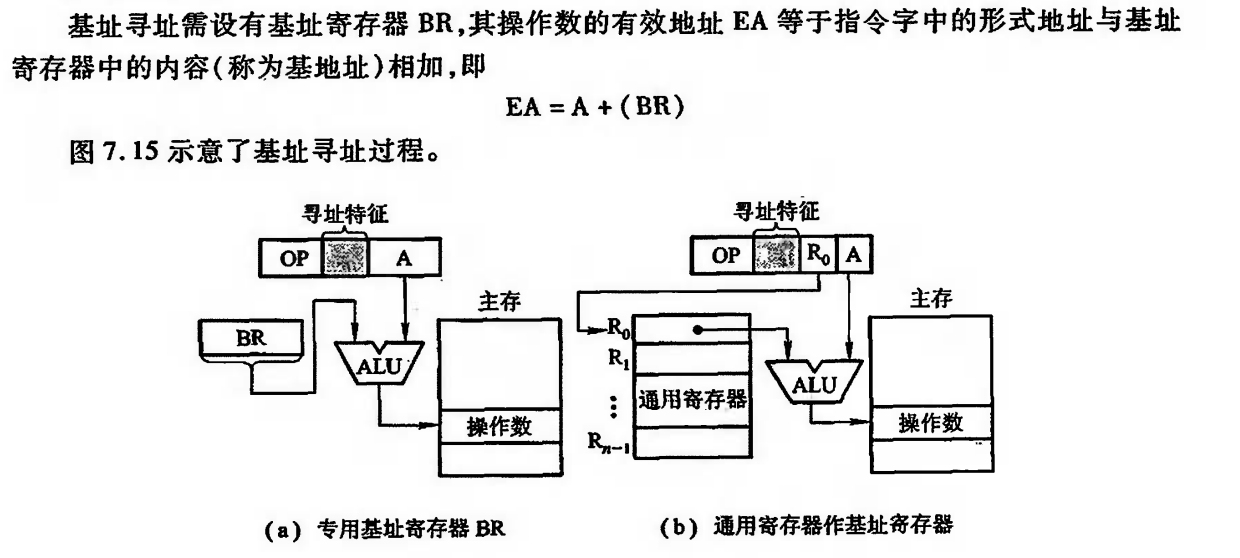 基址寻址需设有基址寄存器 BR,其操作数的有效地址 EA 等于指令字中的形式地址与基址
寄存器中的内容(称为基地址)相加,即
EA = A + (BR)
图 7.15 示意了基址寻址过程。
寻址特征
OP A
主存
BR
ALU
操作数
(a) 专用基址寄存器 BR
寻址特征
OP R₀ A
主存
R₀
R₁
通用寄存器
⋮
Rₙ₋₁
ALU
操作数
(b) 通用寄存器作基址寄存器